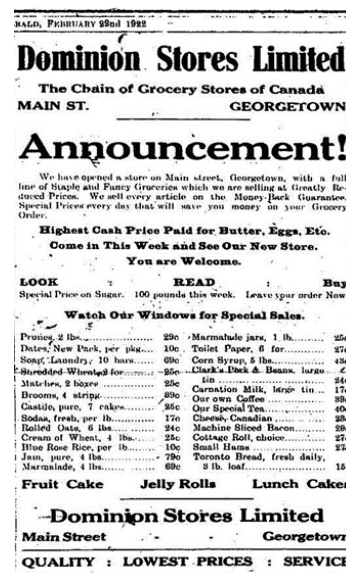 RALD, FEBRUARY 22nd 1922
Dominion Stores Limited
The Chain of Grocery Stores of Canada
MAIN ST. GEORGETOWN
Announcement!
We have opened a store on Main street, Georgetown, with a full
line of Staple and Fancy Groceries which we are selling at Greatly Re-
duced Prices. We sell every article on the Money-Back Guarantee.
Special Prices every day that will save you money on your Grocery
Order.
Highest Cash Price Paid for Butter, Eggs, Etc.
Come in This Week and See Our New Store.
You are Welcome.
LOOK : READ : Buy
Special Price on Sugar. 100 pounds this week. Leave your order Now
Watch Our Windows for Special Sales.
Prunes, 2 lbs. 29c
Dates, New Pack, per pkg. 10c
Soap, Laundry, 10 bars 69c
Shredded Wheat, 2 for 25c
Matches, 2 boxes 25c
Brooms, 4 string 69c
Castile, pure, 7 cakes 25c
Sodas, fresh, per lb. 17c
Rolled Oats, 6 lbs. 24c
Cream of Wheat, 4 lbs. 25c
Blue Rose Rice, per lb. 10c
Jam, pure, 4 lbs. 79c
Marmalade, 4 lbs. 69c
Marmalade jars, 1 lb.
Toilet Paper, 6 for
Corn Syrup, 5 lbs.
Clark's Pork & Beans, large
tin
Carnation Milk, large tin
Our own Coffee
Our Special Tea
Cheese, Canadian
Machine Sliced Bacon
Cottage Roll, choice
Small Hams
Toronto Bread, fresh daily,
3 lb. loaf
Fruit Cake Jelly Rolls Lunch Cakes
Dominion Stores Limited
Main Street - - Georgetown
QUALITY : LOWEST PRICES : SERVICE